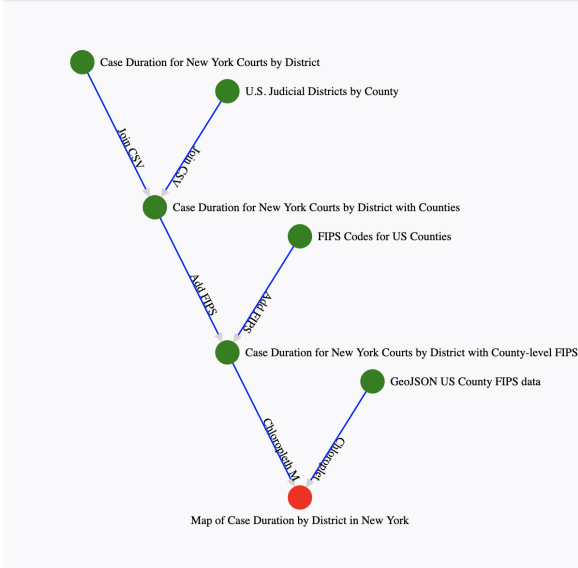 Case Duration for New York Courts by District
U.S. Judicial Districts by County
Join CSV
Join CSV
Case Duration for New York Courts by District with Counties
FIPS Codes for US Counties
Add FIPS
Add FIPS
Case Duration for New York Courts by District with County-level FIPS
GeoJSON US County FIPS data
Chloropleth M
Chloroplet
Map of Case Duration by District in New York